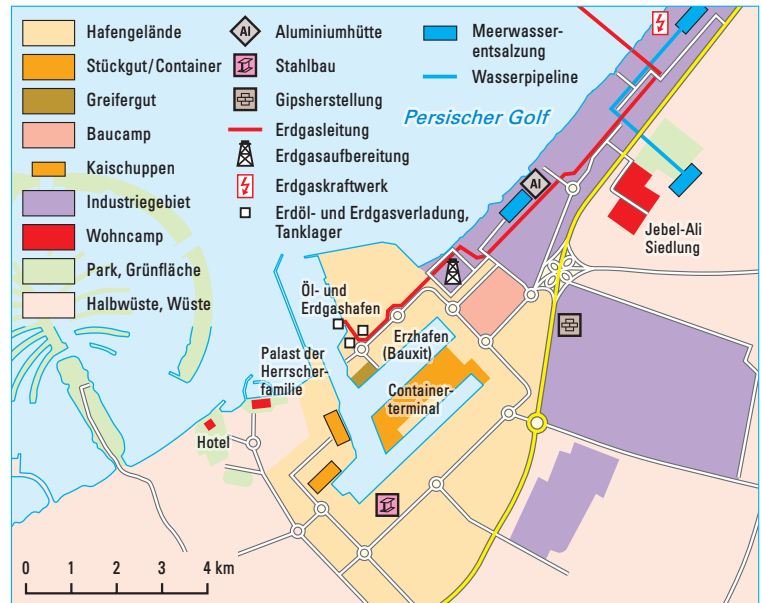 Hafengelände
Stückgut/Container
Greifergut
Baucamp
Kaischuppen
Industriegebiet
Wohncamp
Park, Grünfläche
Halbwüste, Wüste
Al
Aluminiumhütte
Stahlbau
Gipsherstellung
Erdgasleitung
Erdgasaufbereitung
Erdgaskraftwerk
Erdöl- und Erdgasverladung,
Tanklager
Meerwasser-
entsalzung
Wasserpipeline
Persischer Golf
Al
Jebel-Ali
Siedlung
Öl- und
Erdgashafen
Erzhafen
(Bauxit)
Palast der
Herrscher-
familie
Container-
terminal
Hotel
0 1 2 3 4 km